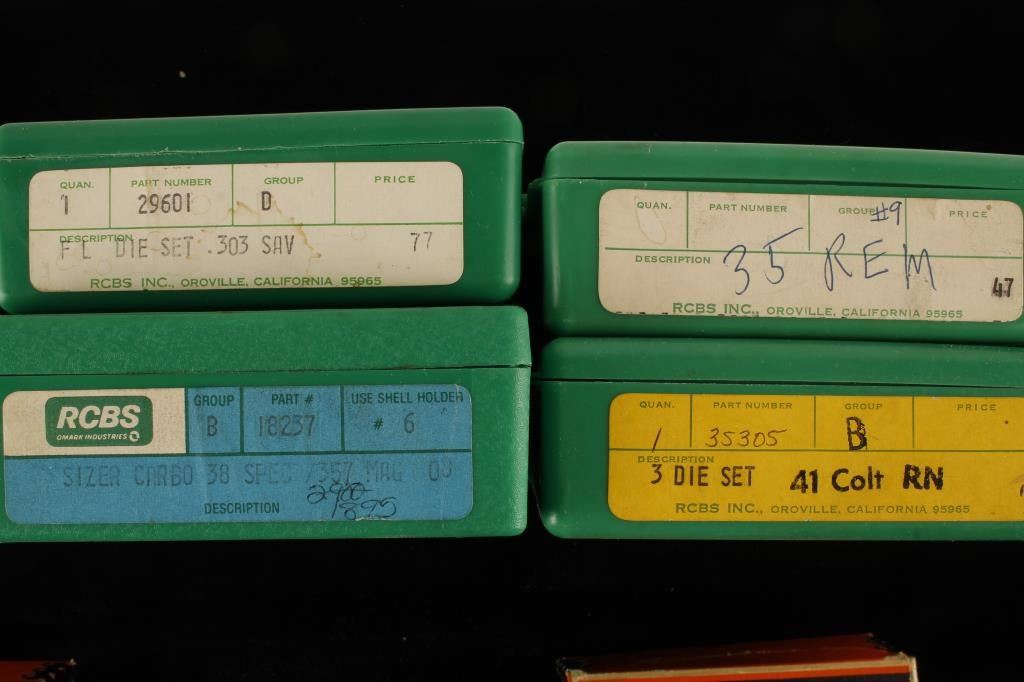 QUAN. PART NUMBER GROUP PRICE
1 29601 D
DESCRIPTION
F L DIE SET .303 SAV 77
RCBS INC., OROVILLE, CALIFORNIA 95965
QUAN. PART NUMBER GROUP #9 PRICE
DESCRIPTION 35 REM
47
RCBS INC., OROVILLE, CALIFORNIA 95965
RCBS
OMARK INDUSTRIES
GROUP PART # USE SHELL HOLDER
B 18237 # 6
SIZER CARBO 38 SPEC /357 MAG
DESCRIPTION 2400
1895
QUAN. PART NUMBER GROUP PRICE
1 35305 B
DESCRIPTION
3 DIE SET 41 Colt RN
RCBS INC., OROVILLE, CALIFORNIA 95965